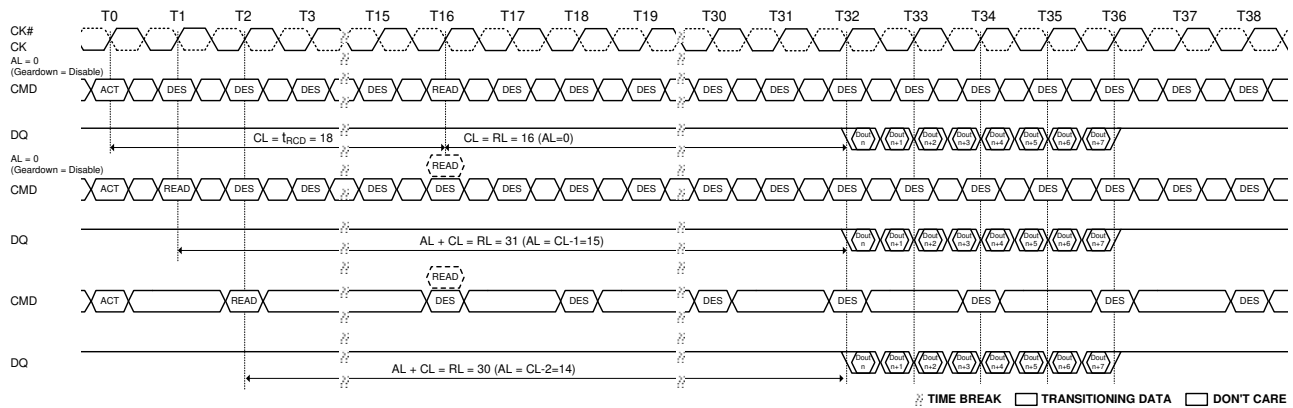 T0 T1 T2 T3 T15 T16 T17 T18 T19 T30 T31 T32 T33 T34 T35 T36 T37 T38
CK#
CK
AL = 0
(Geardown = Disable)
CMD ACT DES DES DES DES READ DES DES DES DES DES DES DES DES DES DES DES DES
DQ Dout n Dout n+1 Dout n+2 Dout n+3 Dout n+4 Dout n+5 Dout n+6 Dout n+7
CL = tRCD = 18 CL = RL = 16 (AL=0)
AL = 0
(Geardown = Disable)
READ
CMD ACT READ DES DES DES DES DES DES DES DES DES DES DES DES DES DES DES DES
DQ Dout n Dout n+1 Dout n+2 Dout n+3 Dout n+4 Dout n+5 Dout n+6 Dout n+7
AL + CL = RL = 31 (AL = CL-1=15)
READ
CMD ACT READ DES DES DES DES DES DES DES
DQ Dout n Dout n+1 Dout n+2 Dout n+3 Dout n+4 Dout n+5 Dout n+6 Dout n+7
AL + CL = RL = 30 (AL = CL-2=14)
TIME BREAK TRANSITIONING DATA DON'T CARE